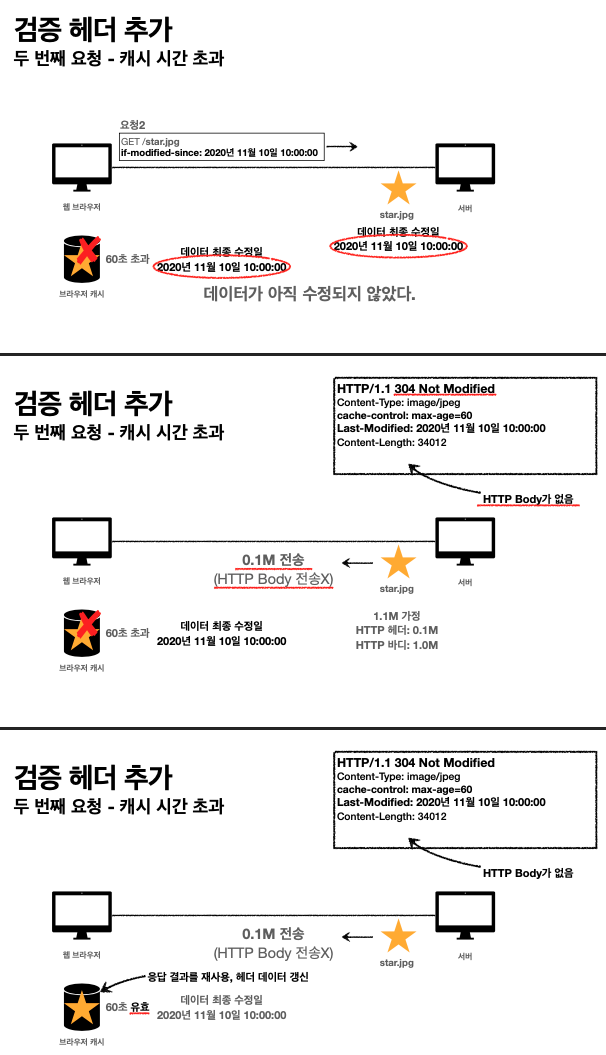 검증 헤더 추가
두 번째 요청 - 캐시 시간 초과
요청2
GET /star.jpg
if-modified-since: 2020년 11월 10일 10:00:00
웹 브라우저
star.jpg
서버
데이터 최종 수정일
2020년 11월 10일 10:00:00
60초 초과
데이터 최종 수정일
2020년 11월 10일 10:00:00
브라우저 캐시
데이터가 아직 수정되지 않았다.
검증 헤더 추가
두 번째 요청 - 캐시 시간 초과
HTTP/1.1 304 Not Modified
Content-Type: image/jpeg
cache-control: max-age=60
Last-Modified: 2020년 11월 10일 10:00:00
Content-Length: 34012
HTTP Body가 없음
웹 브라우저
0.1M 전송
(HTTP Body 전송X)
star.jpg
서버
60초 초과
데이터 최종 수정일
2020년 11월 10일 10:00:00
브라우저 캐시
1.1M 가정
HTTP 헤더: 0.1M
HTTP 바디: 1.0M
검증 헤더 추가
두 번째 요청 - 캐시 시간 초과
HTTP/1.1 304 Not Modified
Content-Type: image/jpeg
cache-control: max-age=60
Last-Modified: 2020년 11월 10일 10:00:00
Content-Length: 34012
HTTP Body가 없음
웹 브라우저
0.1M 전송
(HTTP Body 전송X)
star.jpg
서버
응답 결과를 재사용, 헤더 데이터 갱신
60초 유효
데이터 최종 수정일
2020년 11월 10일 10:00:00
브라우저 캐시